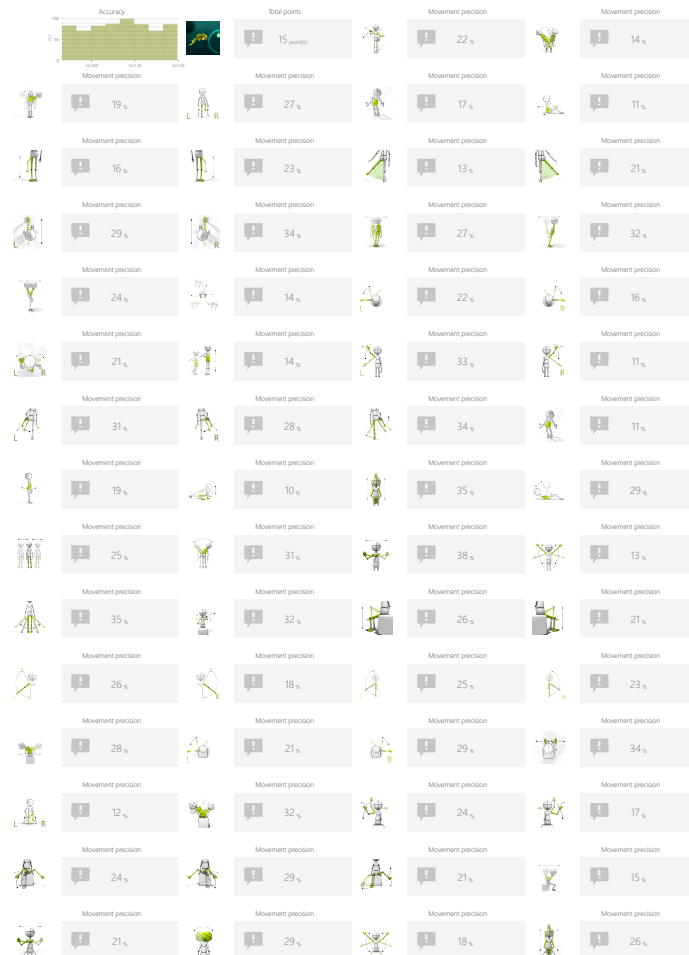 Accuracy
Total points
Movement precision
Movement precision
100
50
0
[%]
15 point(s)
22 %
14 %
Movement precision
Movement precision
Movement precision
Movement precision
19 %
L R
27 %
17 %
11 %
Movement precision
Movement precision
Movement precision
Movement precision
16 %
23 %
13 %
21 %
Movement precision
Movement precision
Movement precision
Movement precision
L
29 %
R
34 %
27 %
32 %
Movement precision
Movement precision
Movement precision
Movement precision
24 %
14 %
L
22 %
R
16 %
Movement precision
Movement precision
Movement precision
Movement precision
L R
21 %
14 %
L
33 %
R
11 %
Movement precision
Movement precision
Movement precision
Movement precision
L
31 %
R
28 %
34 %
11 %
Movement precision
Movement precision
Movement precision
Movement precision
19 %
10 %
35 %
29 %
Movement precision
Movement precision
Movement precision
Movement precision
25 %
31 %
38 %
13 %
Movement precision
Movement precision
Movement precision
Movement precision
35 %
32 %
26 %
21 %
Movement precision
Movement precision
Movement precision
Movement precision
L
26 %
R
18 %
L
25 %
R
23 %
Movement precision
Movement precision
Movement precision
Movement precision
28 %
L
21 %
R
29 %
34 %
Movement precision
Movement precision
Movement precision
Movement precision
L R
12 %
32 %
24 %
17 %
Movement precision
Movement precision
Movement precision
Movement precision
24 %
29 %
21 %
15 %
Movement precision
Movement precision
Movement precision
Movement precision
21 %
29 %
18 %
26 %